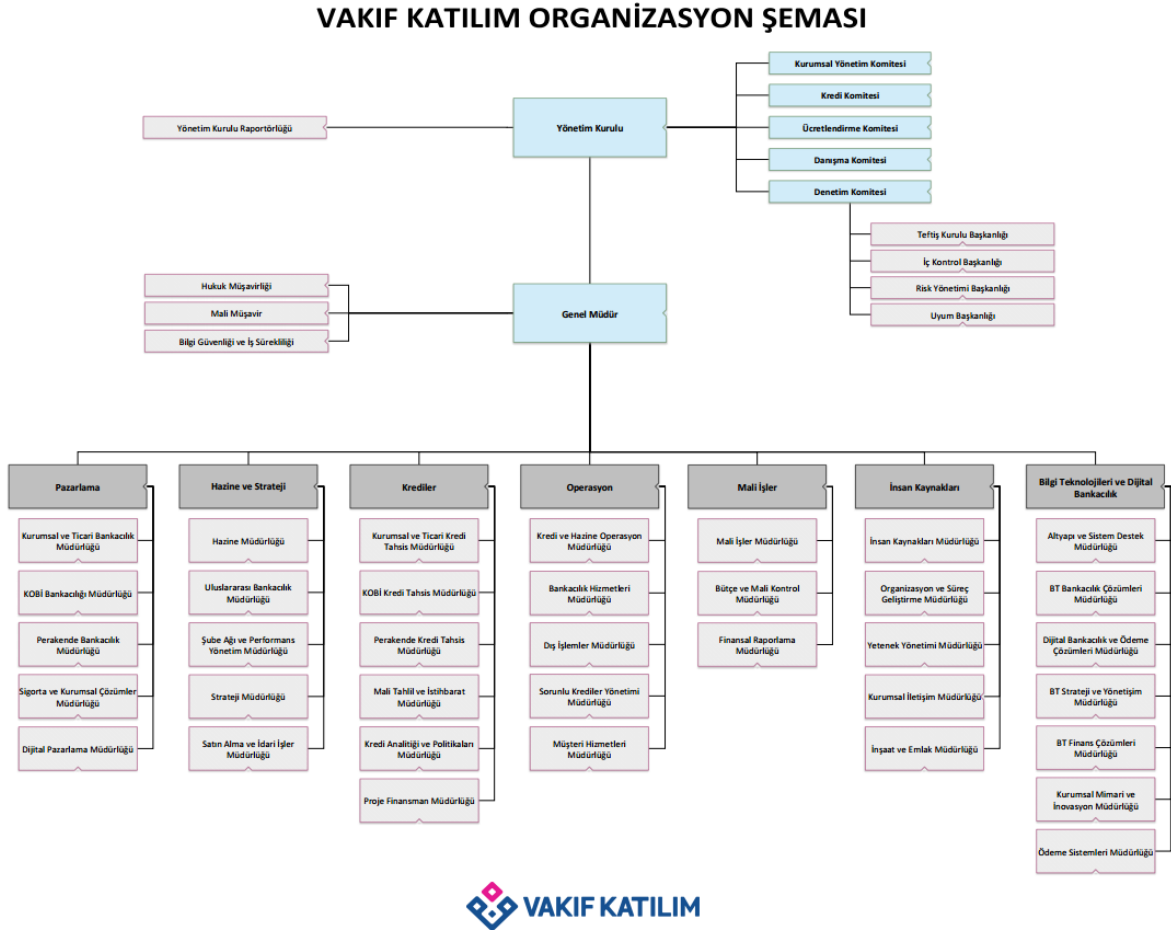 VAKIF KATILIM ORGANİZASYON ŞEMASI
Kurumsal Yönetim Komitesi
Kredi Komitesi
Yönetim Kurulu Raportörlüğü
Yönetim Kurulu
Ücretlendirme Komitesi
Danışma Komitesi
Denetim Komitesi
Teftiş Kurulu Başkanlığı
İç Kontrol Başkanlığı
Risk Yönetimi Başkanlığı
Uyum Başkanlığı
Hukuk Müşavirliği
Mali Müşavir
Bilgi Güvenliği ve İş Sürekliliği
Genel Müdür
Pazarlama
Kurumsal ve Ticari Bankacılık
Müdürlüğü
KOBİ Bankacılığı Müdürlüğü
Perakende Bankacılık
Müdürlüğü
Sigorta ve Kurumsal Çözümler
Müdürlüğü
Dijital Pazarlama Müdürlüğü
Hazine ve Strateji
Hazine Müdürlüğü
Uluslararası Bankacılık
Müdürlüğü
Şube Ağı ve Performans
Yönetim Müdürlüğü
Strateji Müdürlüğü
Satın Alma ve İdari İşler
Müdürlüğü
Krediler
Kurumsal ve Ticari Kredi
Tahsis Müdürlüğü
KOBİ Kredi Tahsis Müdürlüğü
Perakende Kredi Tahsis
Müdürlüğü
Mali Tahlil ve İstihbarat
Müdürlüğü
Kredi Analitiği ve Politikaları
Müdürlüğü
Proje Finansman Müdürlüğü
Operasyon
Kredi ve Hazine Operasyon
Müdürlüğü
Bankacılık Hizmetleri
Müdürlüğü
Dış İşlemler Müdürlüğü
Sorunlu Krediler Yönetimi
Müdürlüğü
Müşteri Hizmetleri
Müdürlüğü
Mali İşler
Mali İşler Müdürlüğü
Bütçe ve Mali Kontrol
Müdürlüğü
Finansal Raporlama
Müdürlüğü
İnsan Kaynakları
İnsan Kaynakları Müdürlüğü
Organizasyon ve Süreç
Geliştirme Müdürlüğü
Yetenek Yönetimi Müdürlüğü
Kurumsal İletişim Müdürlüğü
İnşaat ve Emlak Müdürlüğü
Bilgi Teknolojileri ve Dijital
Bankacılık
Altyapı ve Sistem Destek
Müdürlüğü
BT Bankacılık Çözümleri
Müdürlüğü
Dijital Bankacılık ve Ödeme
Çözümleri Müdürlüğü
BT Strateji ve Yönetişim
Müdürlüğü
BT Finans Çözümleri
Müdürlüğü
Kurumsal Mimari ve
İnovasyon Müdürlüğü
Ödeme Sistemleri Müdürlüğü
VAKIF KATILIM